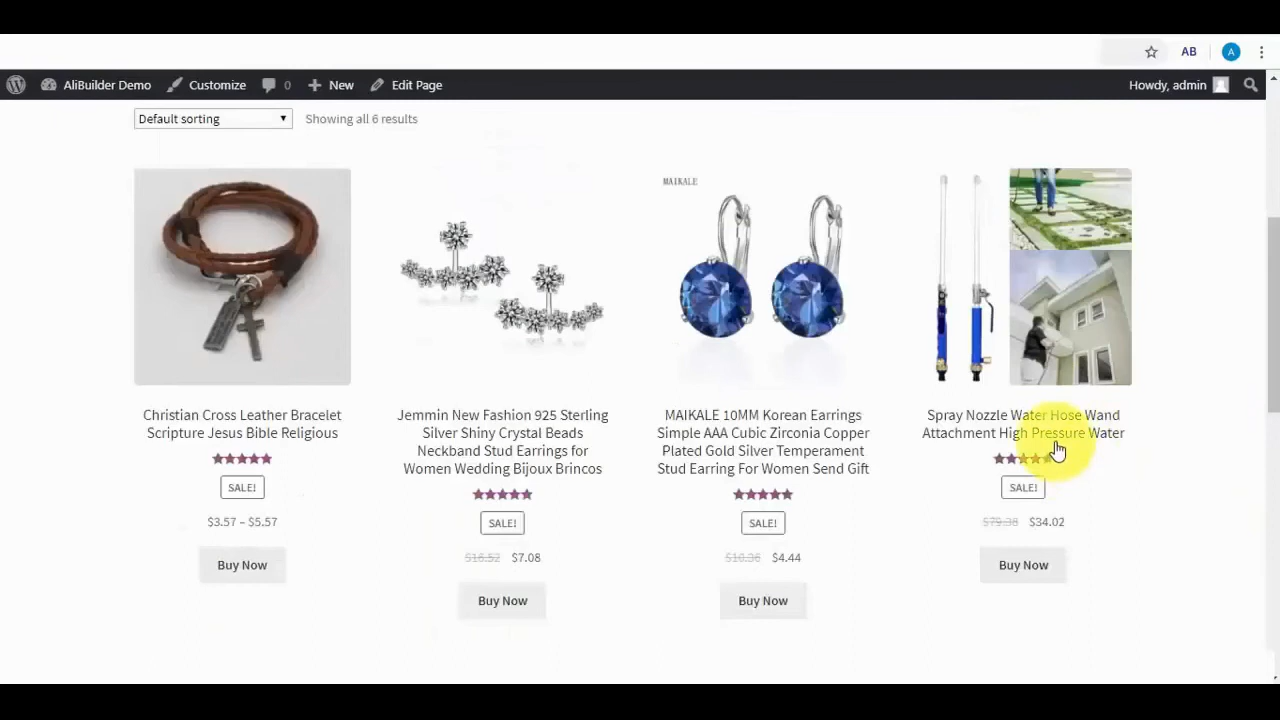 AB
A
AliBuilder Demo
Customize
0
New
Edit Page
Howdy, admin
Default sorting
Showing all 6 results
Christian Cross Leather Bracelet
Scripture Jesus Bible Religious
SALE!
$3.57 – $5.57
Buy Now
Jemmin New Fashion 925 Sterling
Silver Shiny Crystal Beads
Neckband Stud Earrings for
Women Wedding Bijoux Brincos
SALE!
$16.52 $7.08
Buy Now
MAIKALE
MAIKALE 10MM Korean Earrings
Simple AAA Cubic Zirconia Copper
Plated Gold Silver Temperament
Stud Earring For Women Send Gift
SALE!
$10.36 $4.44
Buy Now
Spray Nozzle Water Hose Wand
Attachment High Pressure Water
SALE!
$79.38 $34.02
Buy Now